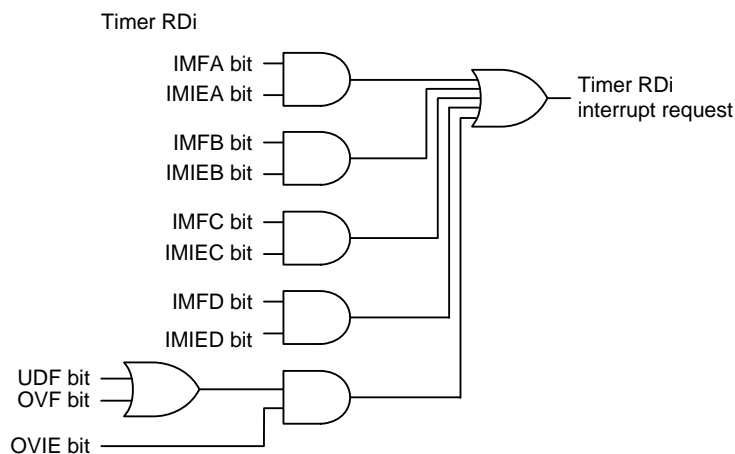 Timer RDi
IMFA bit
IMIEA bit
Timer RDi
interrupt request
IMFB bit
IMIEB bit
IMFC bit
IMIEC bit
IMFD bit
IMIED bit
UDF bit
OVF bit
OVIE bit